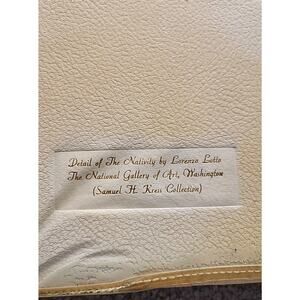 Detail of The Nativity by Lorenzo Lotto
The National Gallery of Art, Washington
(Samuel H. Kress Collection)